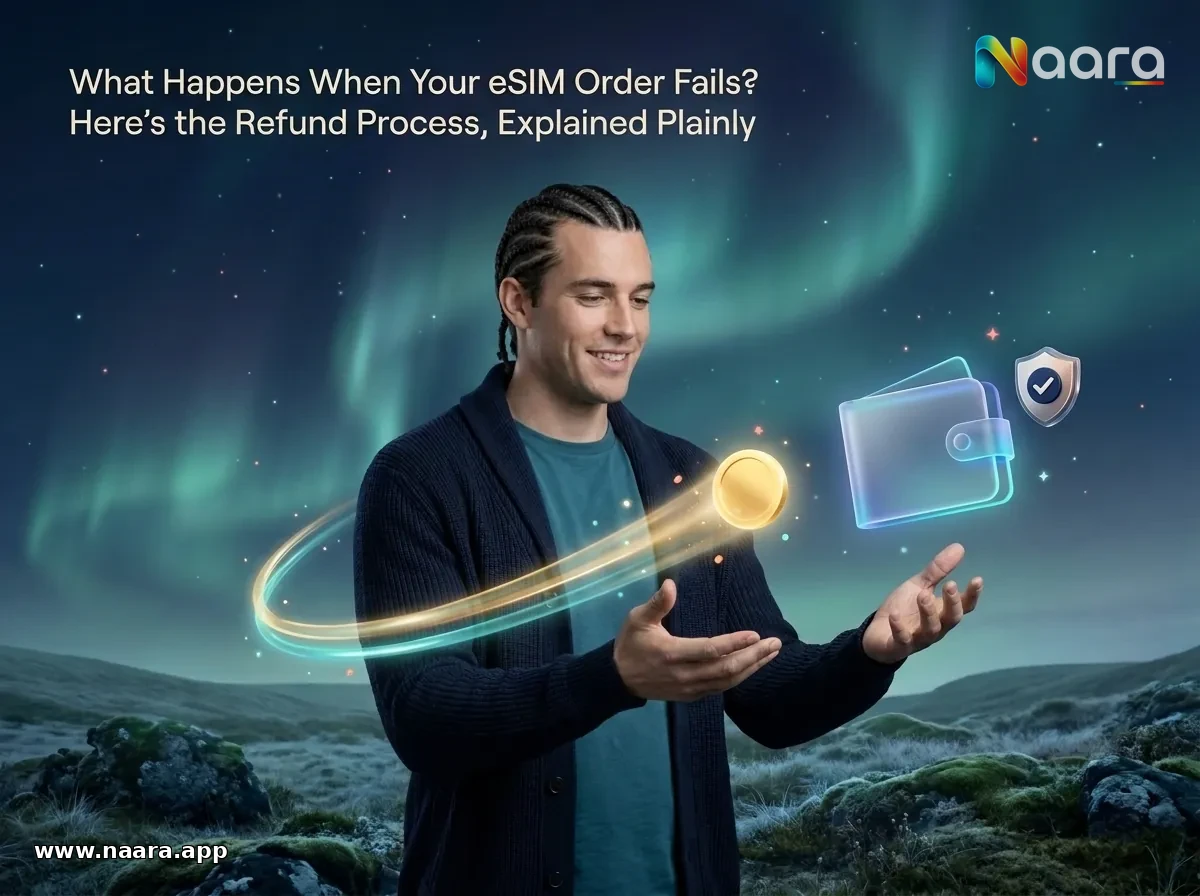 Naara
What Happens When Your eSIM Order Fails?
Here’s the Refund Process, Explained Plainly
www.naara.app